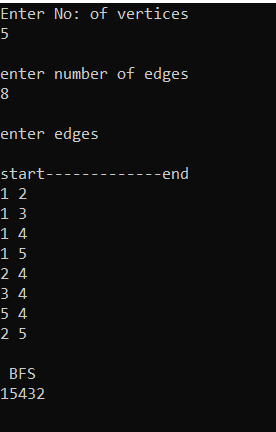 Enter No: of vertices
5
enter number of edges
8
enter edges
start-------------end
1 2
1 3
1 4
1 5
2 4
3 4
5 4
2 5
BFS
15432